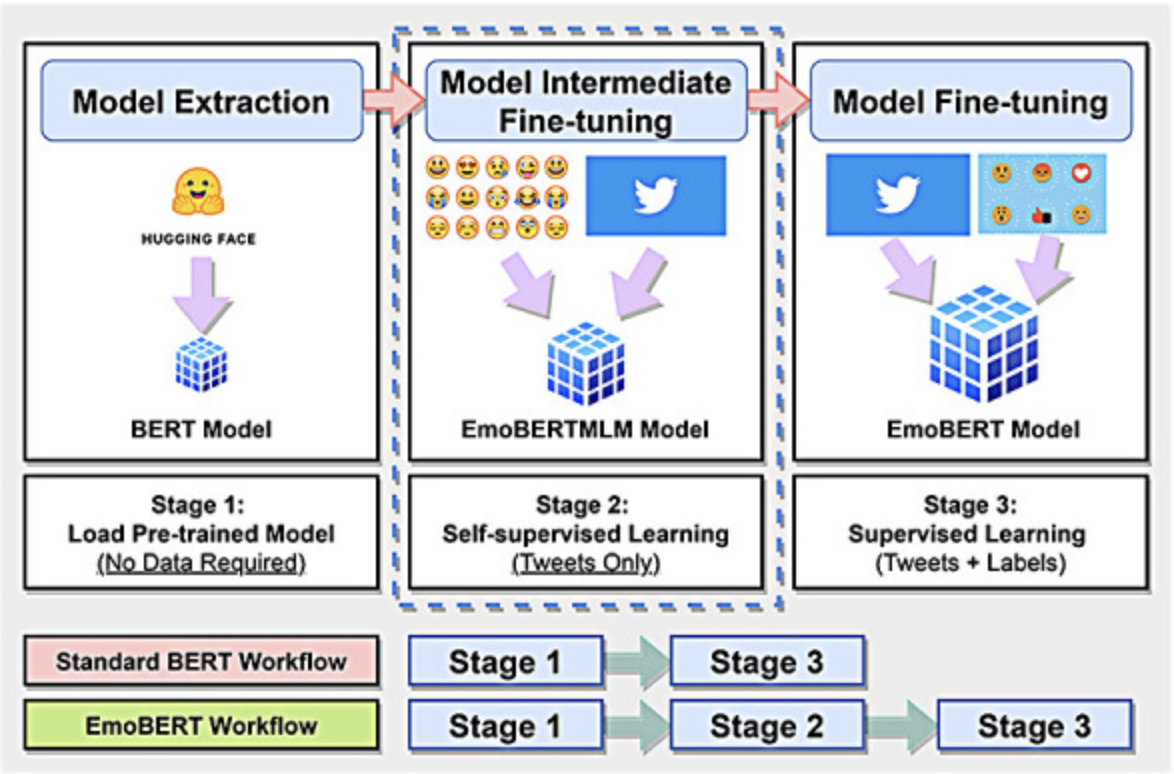 Model Extraction
Model Intermediate
Fine-tuning
Model Fine-tuning
HUGGING FACE
BERT Model
EmoBERTMLM Model
EmoBERT Model
Stage 1:
Load Pre-trained Model
(No Data Required)
Stage 2:
Self-supervised Learning
(Tweets Only)
Stage 3:
Supervised Learning
(Tweets + Labels)
Standard BERT Workflow
Stage 1
Stage 3
EmoBERT Workflow
Stage 1
Stage 2
Stage 3